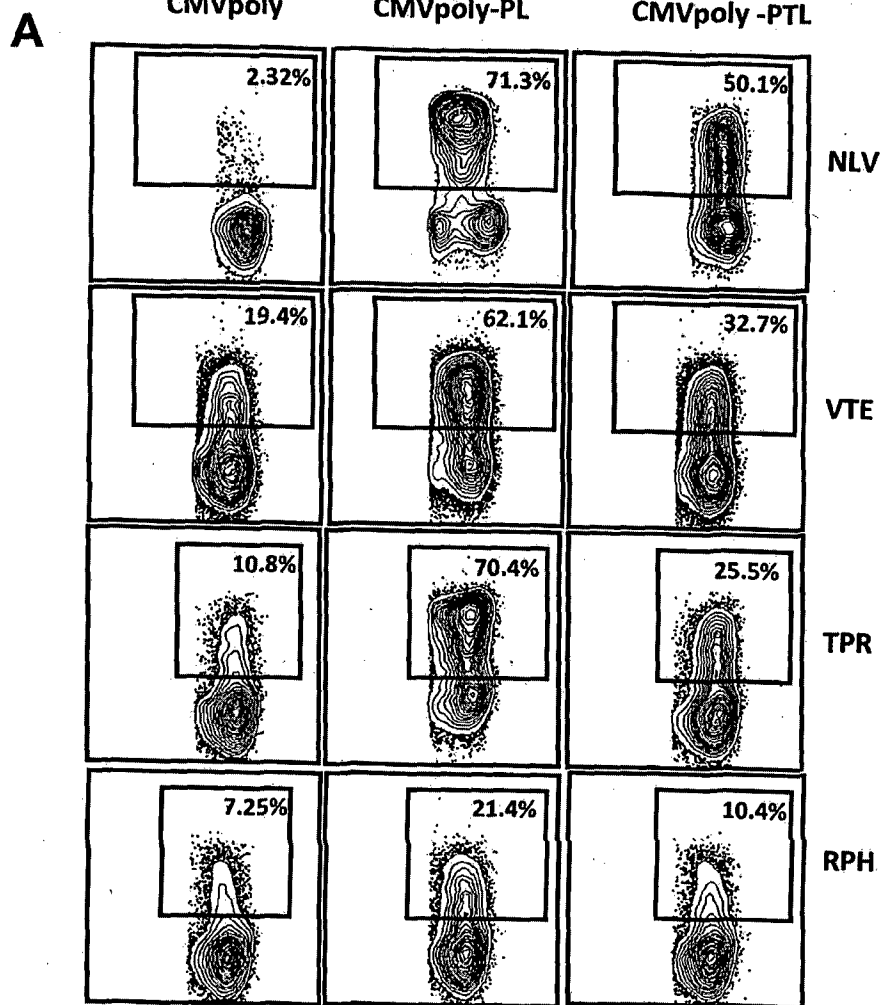 A
CMVpoly CMVpoly-PL CMVpoly -PTL
2.32% 71.3% 50.1% NLV
19.4% 62.1% 32.7% VTE
10.8% 70.4% 25.5% TPR
7.25% 21.4% 10.4% RPH